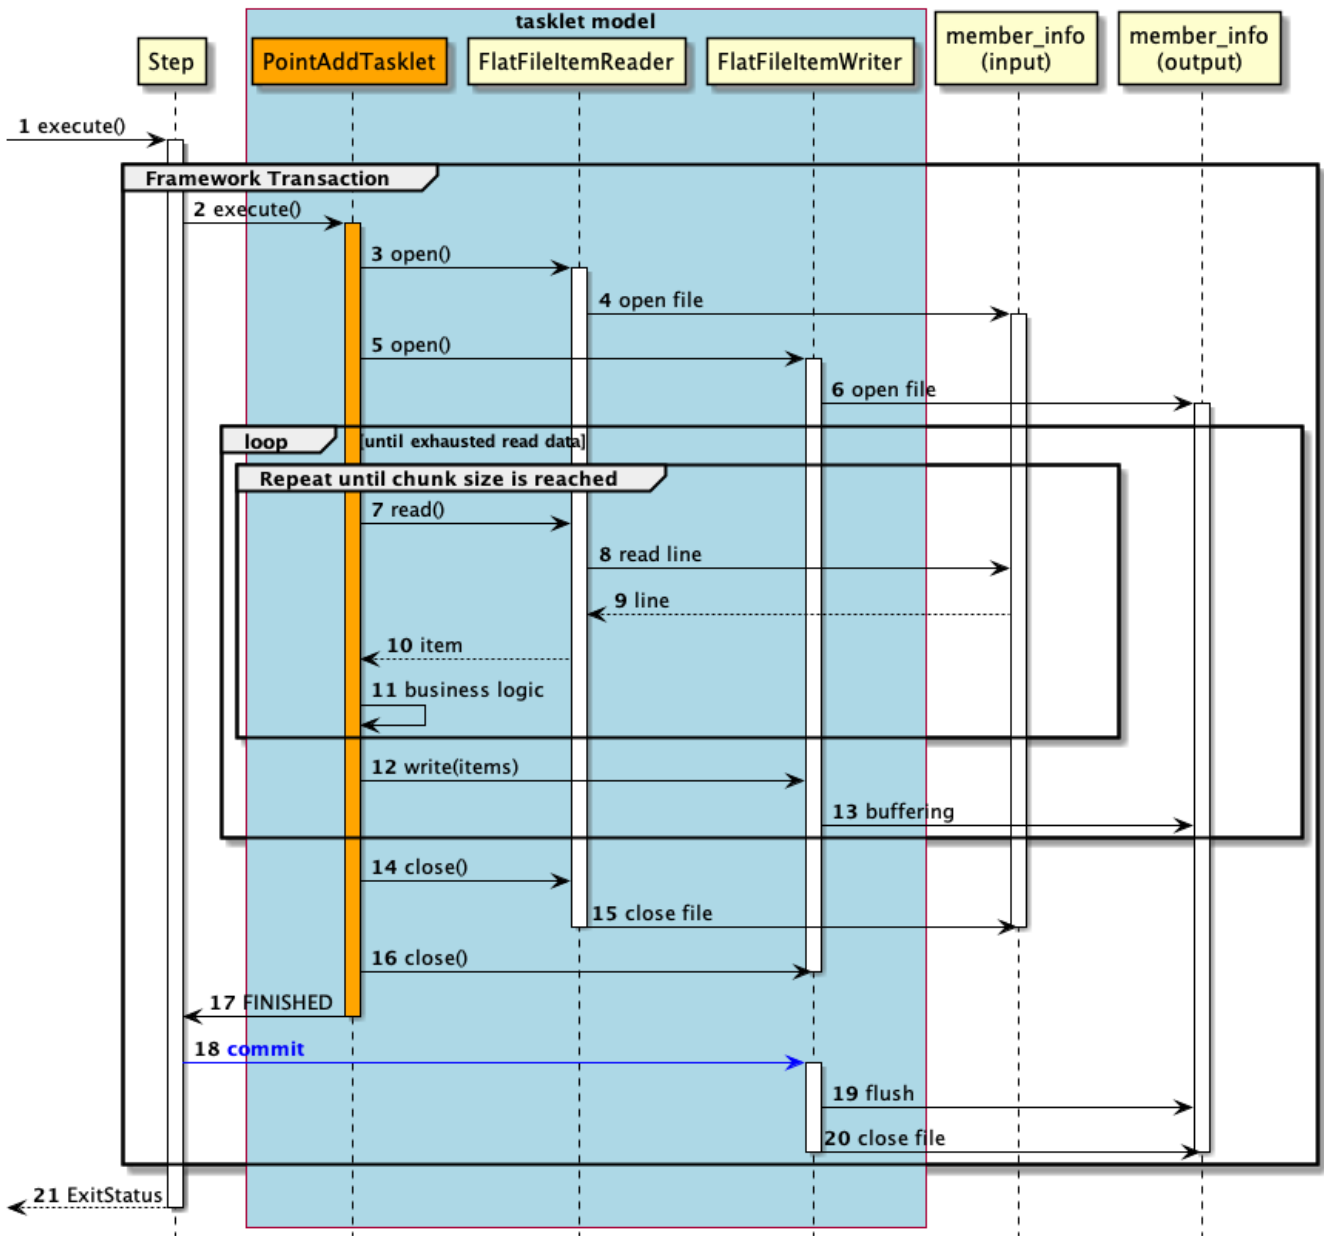 tasklet model
Step
PointAddTasklet
FlatFileItemReader
FlatFileItemWriter
member_info
(input)
member_info
(output)
1 execute()
Framework Transaction
2 execute()
3 open()
4 open file
5 open()
6 open file
loop
[until exhausted read data]
Repeat until chunk size is reached
7 read()
8 read line
9 line
10 item
11 business logic
12 write(items)
13 buffering
14 close()
15 close file
16 close()
17 FINISHED
18 commit
19 flush
20 close file
21 ExitStatus